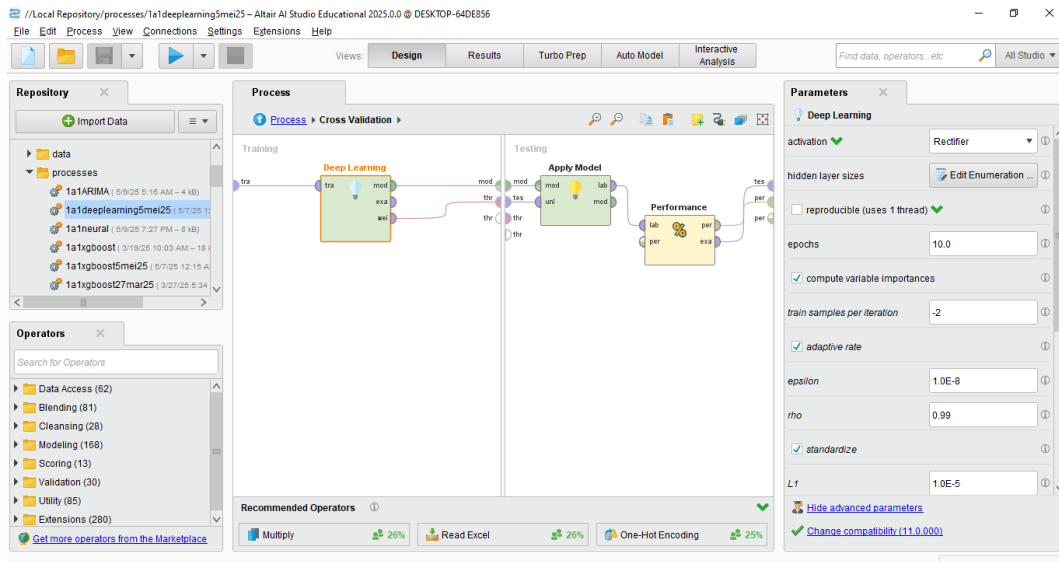 //Local Repository/processes/1a1deeplearning5mei25 – Altair AI Studio Educational 2025.0.0 @ DESKTOP-64DE856
File Edit Process View Connections Settings Extensions Help
Views: Design Results Turbo Prep Auto Model Interactive Analysis
Find data, operators...etc All Studio
Repository
Import Data
data
processes
1a1ARIMA (5/9/25 5:16 AM – 4 kB)
1a1deeplearning5mei25 (5/7/25 12
1a1neural (5/9/25 7:27 PM – 8 kB)
1a1xgboost (3/19/25 10:03 AM – 18
1a1xgboost5mei25 (5/7/25 12:15 A
1a1xgboost27mar25 (3/27/25 5:34
Operators
Search for Operators
Data Access (62)
Blending (81)
Cleansing (28)
Modeling (168)
Scoring (13)
Validation (30)
Utility (85)
Extensions (280)
Get more operators from the Marketplace
Process
Process Cross Validation
Training
Deep Learning
tra
tra mod
exa
wei
mod
thr
thr
Testing
Apply Model
mod
tes
thr
thr
mod lab
unl mod
Performance
lab per
per exa
tes
per
per
Recommended Operators
Multiply 26%
Read Excel 26%
One-Hot Encoding 25%
Parameters
Deep Learning
activation Rectifier
hidden layer sizes Edit Enumeration ...
reproducible (uses 1 thread)
epochs 10.0
compute variable importances
train samples per iteration -2
adaptive rate
epsilon 1.0E-8
rho 0.99
standardize
L1 1.0E-5
Hide advanced parameters
Change compatibility (11.0.000)